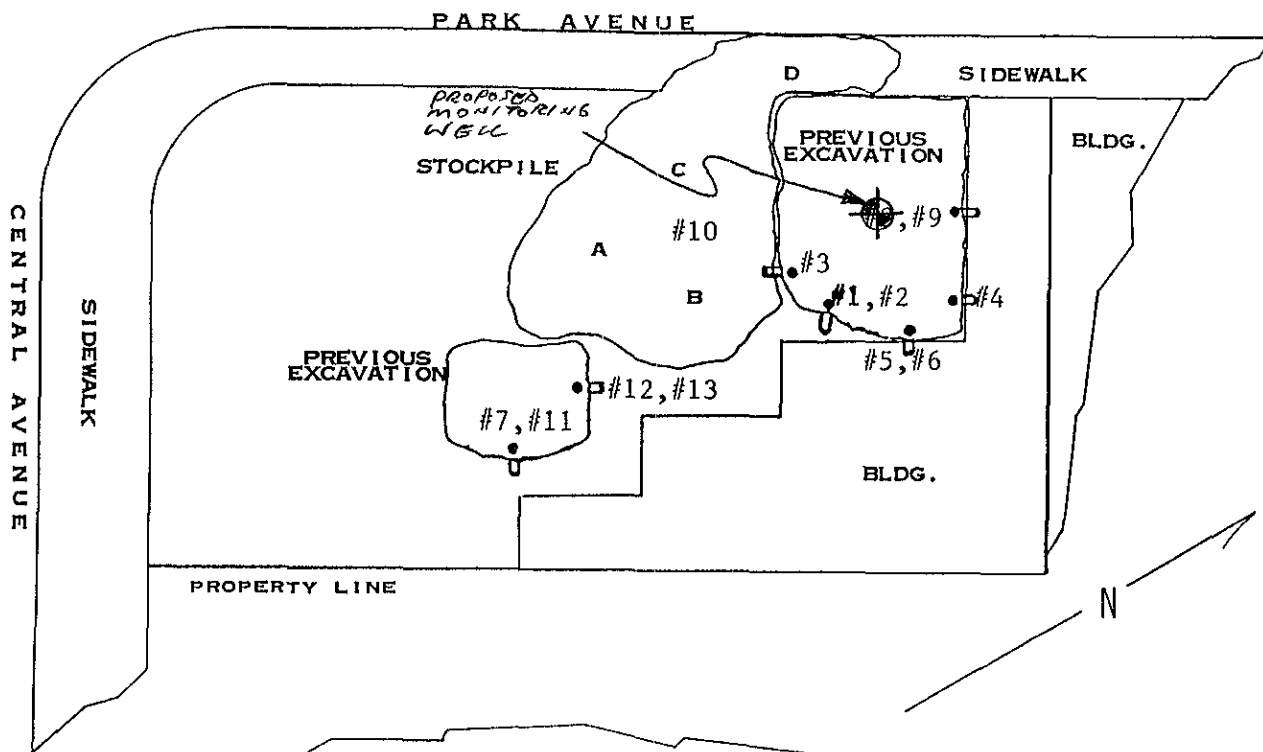 PARK AVENUE
D
SIDEWALK
PROPOSED
MONITORING
WELL
PREVIOUS
EXCAVATION
BLDG.
STOCKPILE
C
CENTRAL AVENUE
SIDEWALK
#10
,#9
A
#3
B
#1,#2
#4
PREVIOUS
EXCAVATION
#5,#6
#12,#13
#7,#11
BLDG.
PROPERTY LINE
N